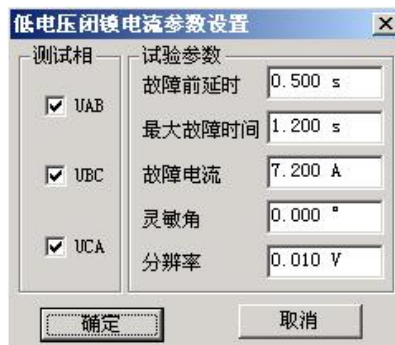 低电压闭镜电流参数设置
测试相
UAB
UBC
UCA
试验参数
故障前延时 0.500 s
最大故障时间 1.200 s
故障电流 7.200 A
灵敏角 0.000 °
分辨率 0.010 V
确定 取消